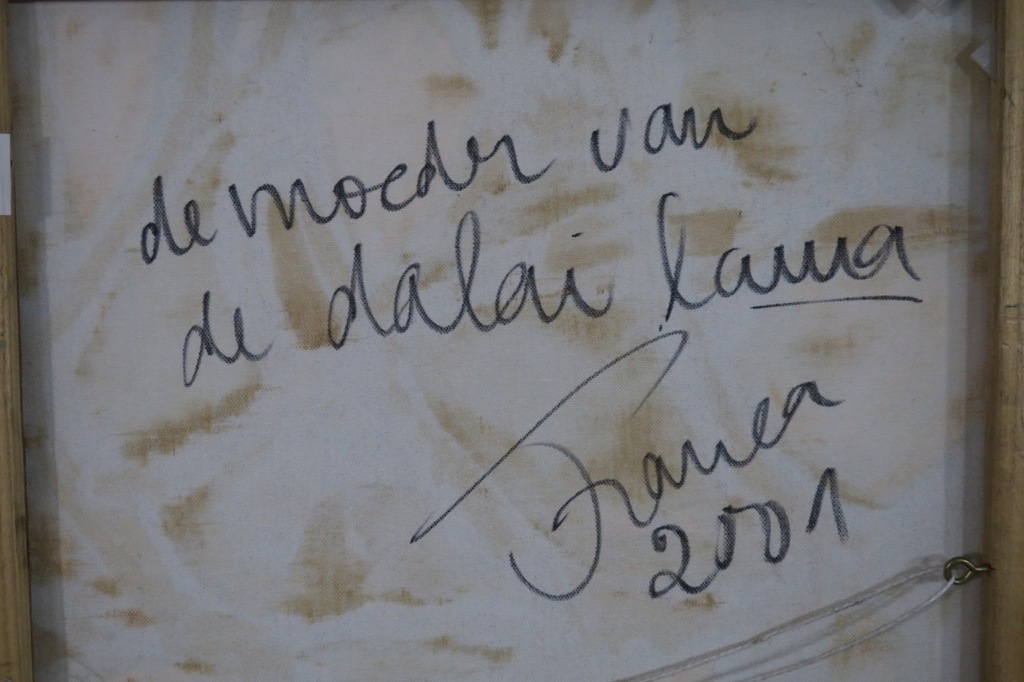 de moeder van
de dalai lama
Franca
2001